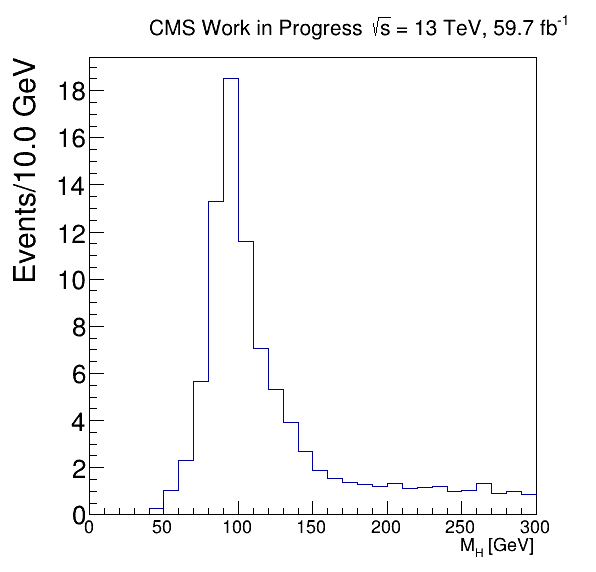 CMS Work in Progress √s = 13 TeV, 59.7 fb⁻¹
Events/10.0 GeV
18
16
14
12
10
8
6
4
2
0
0 50 100 150 200 250 300
M_H [GeV]